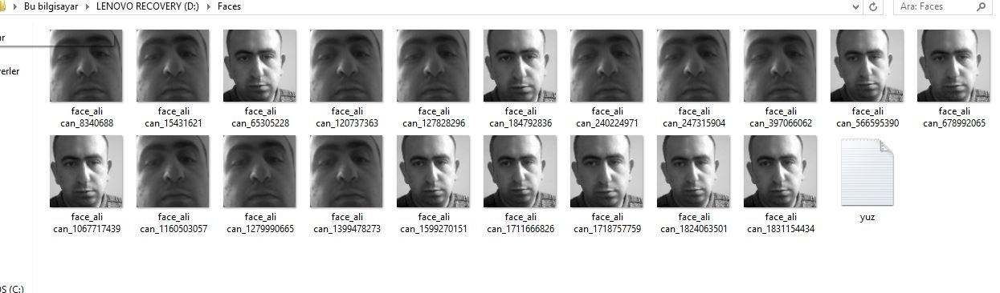 Bu bilgisayar > LENOVO RECOVERY (D:) > Faces
Ara: Faces
ar
erler
face_ali
can_8340688
face_ali
can_15431621
face_ali
can_65305228
face_ali
can_120737363
face_ali
can_127828296
face_ali
can_184792836
face_ali
can_240224971
face_ali
can_247315904
face_ali
can_397066062
face_ali
can_566595390
face_ali
can_678992065
face_ali
can_1067717439
face_ali
can_1160503057
face_ali
can_1279990665
face_ali
can_1399478273
face_ali
can_1599270151
face_ali
can_1711666826
face_ali
can_1718757759
face_ali
can_1824063501
face_ali
can_1831154434
yuz
OS (C:)